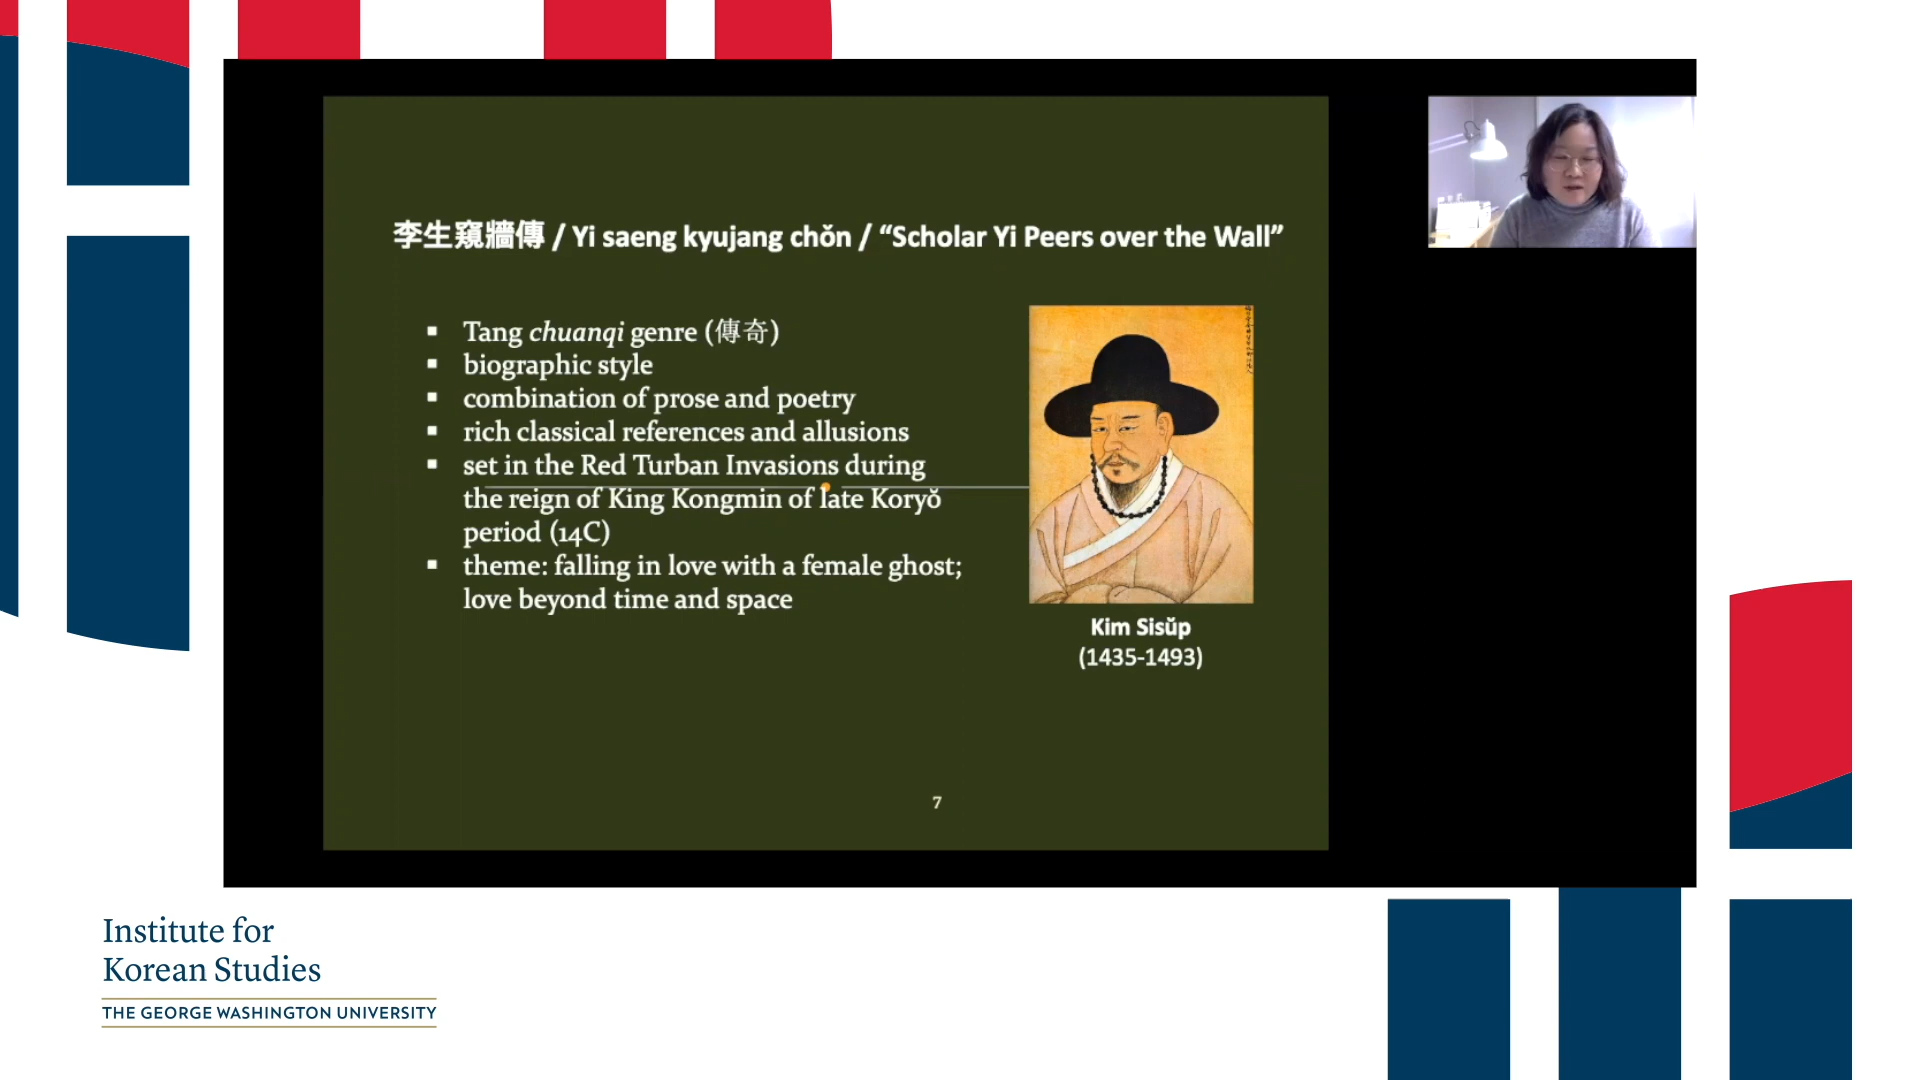 李生窺牆傳 / Yi saeng kyujang chŏn / “Scholar Yi Peers over the Wall”
▪ Tang chuanqi genre (傳奇)
▪ biographic style
▪ combination of prose and poetry
▪ rich classical references and allusions
▪ set in the Red Turban Invasions during
the reign of King Kongmin of late Koryŏ
period (14C)
▪ theme: falling in love with a female ghost;
love beyond time and space
Kim Sisŭp
(1435-1493)
7
Institute for
Korean Studies
THE GEORGE WASHINGTON UNIVERSITY